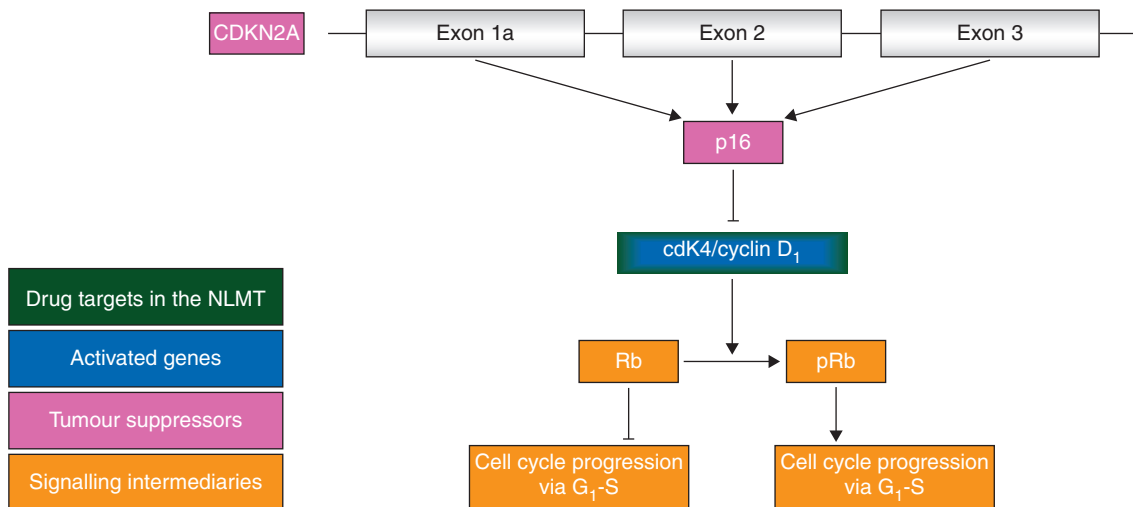 CDKN2A
Exon 1a
Exon 2
Exon 3
p16
cdK4/cyclin D₁
Drug targets in the NLMT
Activated genes
Tumour suppressors
Signalling intermediaries
Rb
pRb
Cell cycle progression
via G₁-S
Cell cycle progression
via G₁-S